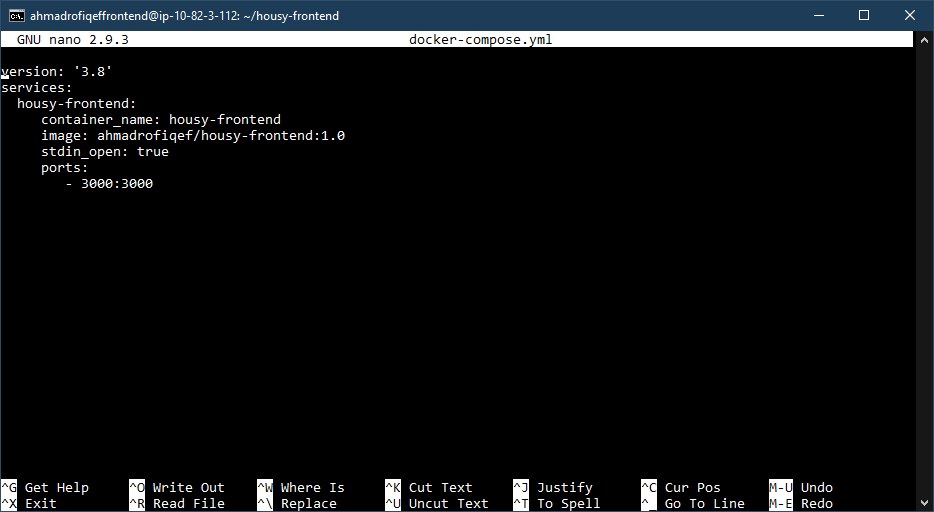 ahmadrofiqeffrontend@ip-10-82-3-112: ~/housy-frontend
GNU nano 2.9.3 docker-compose.yml
version: '3.8'
services:
  housy-frontend:
     container_name: housy-frontend
     image: ahmadrofiqef/housy-frontend:1.0
     stdin_open: true
     ports:
        - 3000:3000
^G Get Help ^O Write Out ^W Where Is ^K Cut Text ^J Justify ^C Cur Pos M-U Undo
^X Exit ^R Read File ^\ Replace ^U Uncut Text ^T To Spell ^_ Go To Line M-E Redo